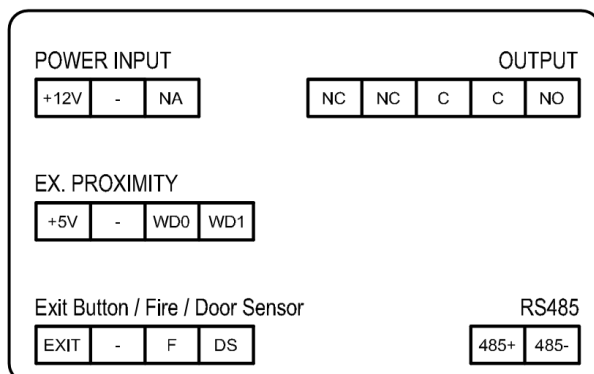 POWER INPUT OUTPUT
+12V - NA NC NC C C NO
EX. PROXIMITY
+5V - WD0 WD1
Exit Button / Fire / Door Sensor RS485
EXIT - F DS 485+ 485-